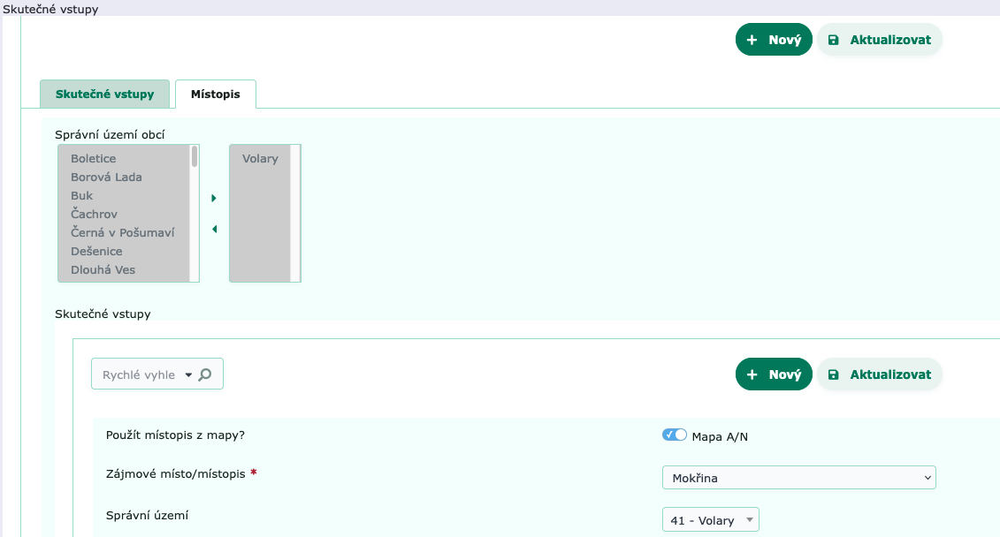 Skutečné vstupy
Nový Aktualizovat
Skutečné vstupy Místopis
Správní území obcí
Boletice
Borová Lada
Buk
Čachrov
Černá v Pošumaví
Dešenice
Dlouhá Ves
Volary
Skutečné vstupy
Rychlé vyhle
Nový Aktualizovat
Použít místopis z mapy? Mapa A/N
Zájmové místo/místopis * Mokřina
Správní území 41 - Volary